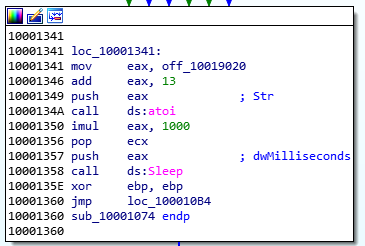 10001341
10001341 loc_10001341:
10001341 mov eax, off_10019020
10001346 add eax, 13
10001349 push eax ; Str
1000134A call ds:atoi
10001350 imul eax, 1000
10001356 pop ecx
10001357 push eax ; dwMilliseconds
10001358 call ds:Sleep
1000135E xor ebp, ebp
10001360 jmp loc_100010B4
10001360 sub_10001074 endp
10001360